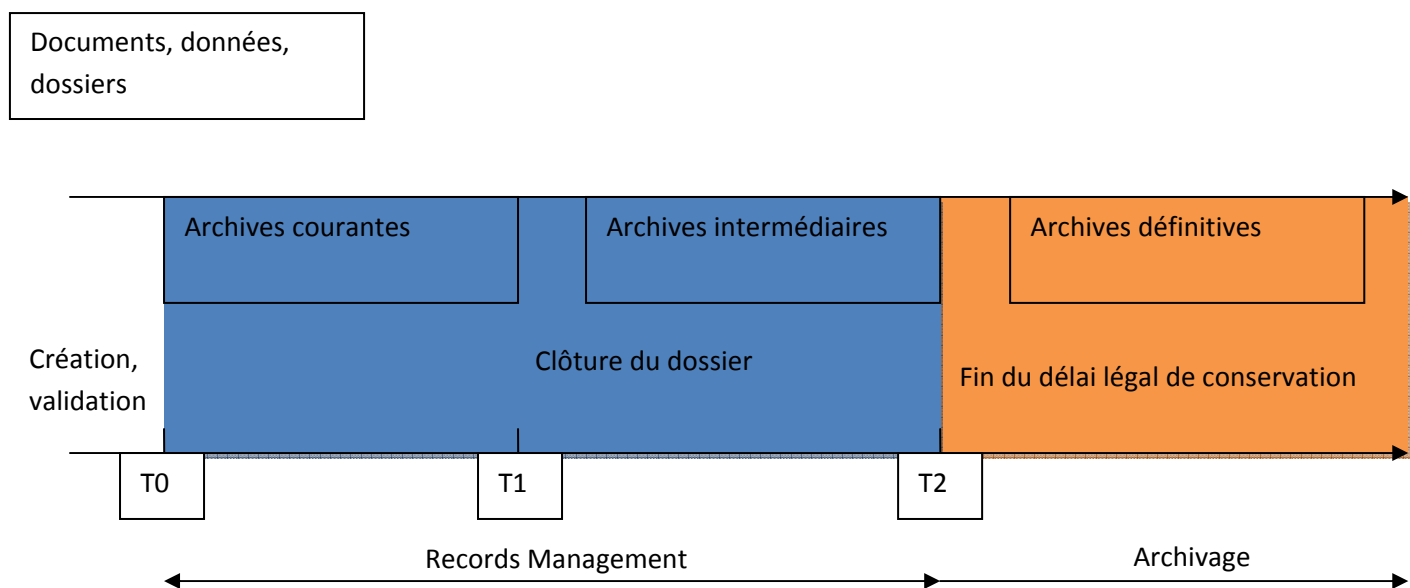 Documents, données,
dossiers
Archives courantes
Archives intermédiaires
Archives définitives
Création,
validation
Clôture du dossier
Fin du délai légal de conservation
T0
T1
T2
Records Management
Archivage